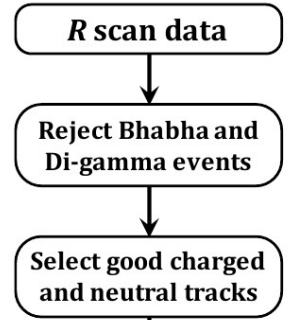 R scan data
Reject Bhabha and
Di-gamma events
Select good charged
and neutral tracks